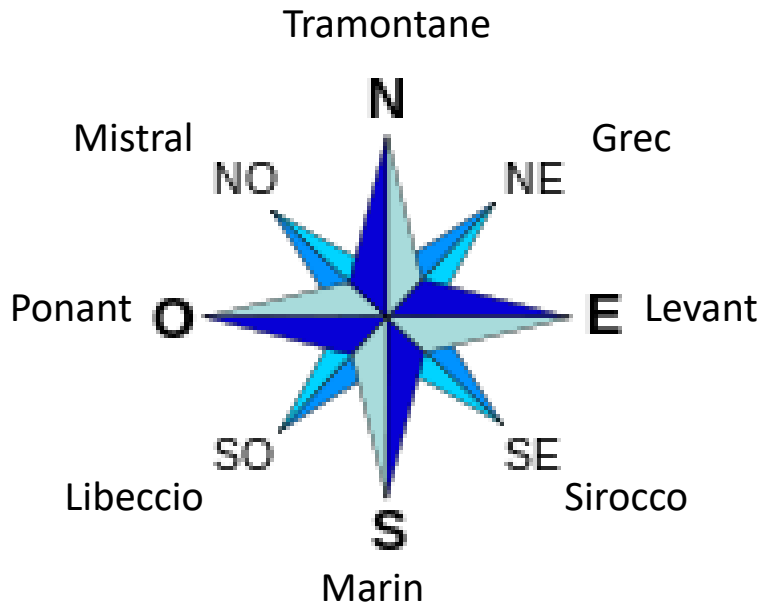 Tramontane
N
Mistral Grec
NO NE
Ponant O E Levant
SO SE
Libeccio Sirocco
S
Marin